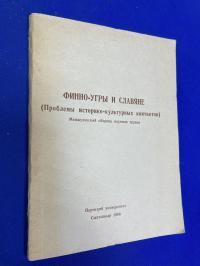 ФИННО-УГРЫ И СЛАВЯНЕ
(Проблемы историко-культурных контактов)
Межвузовский сборник научных трудов
Пермский университет
Сыктывкар 1986